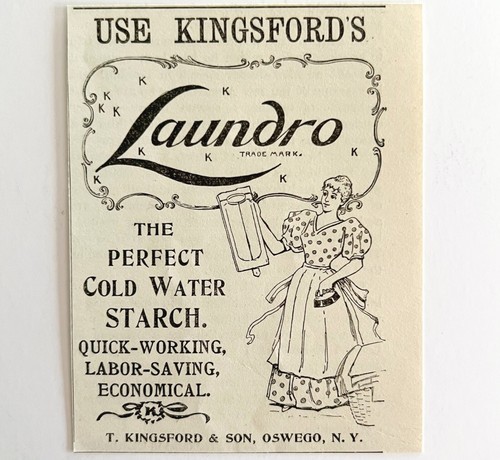 USE KINGSFORD'S
K
K
K K
K
K
Laundro
TRADE MARK.
K
K
K
K
THE
PERFECT
COLD WATER
STARCH.
QUICK-WORKING,
LABOR-SAVING,
ECONOMICAL.
K
T. KINGSFORD & SON, OSWEGO, N. Y.